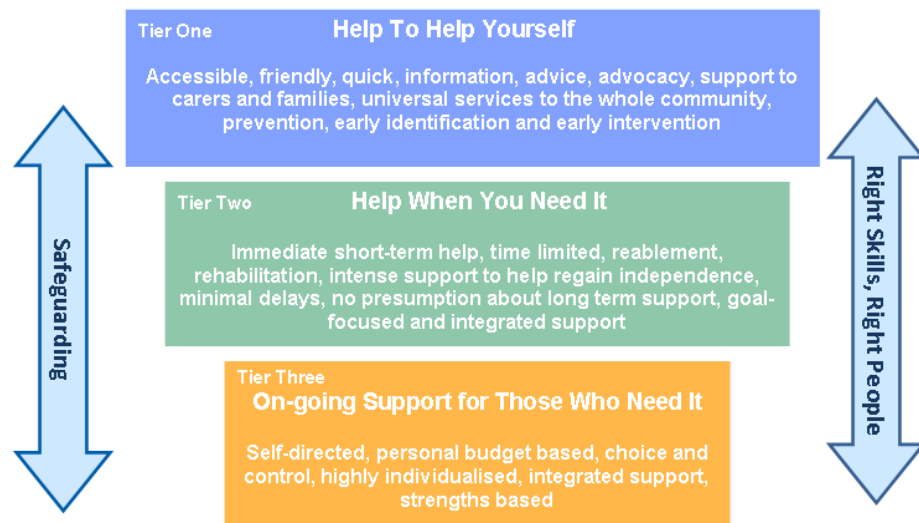 Tier One
Help To Help Yourself
Accessible, friendly, quick, information, advice, advocacy, support to
carers and families, universal services to the whole community,
prevention, early identification and early intervention
Tier Two
Help When You Need It
Immediate short-term help, time limited, reablement,
rehabilitation, intense support to help regain independence,
minimal delays, no presumption about long term support, goal-
focused and integrated support
Tier Three
On-going Support for Those Who Need It
Self-directed, personal budget based, choice and
control, highly individualised, integrated support,
strengths based
Safeguarding
Right Skills, Right People